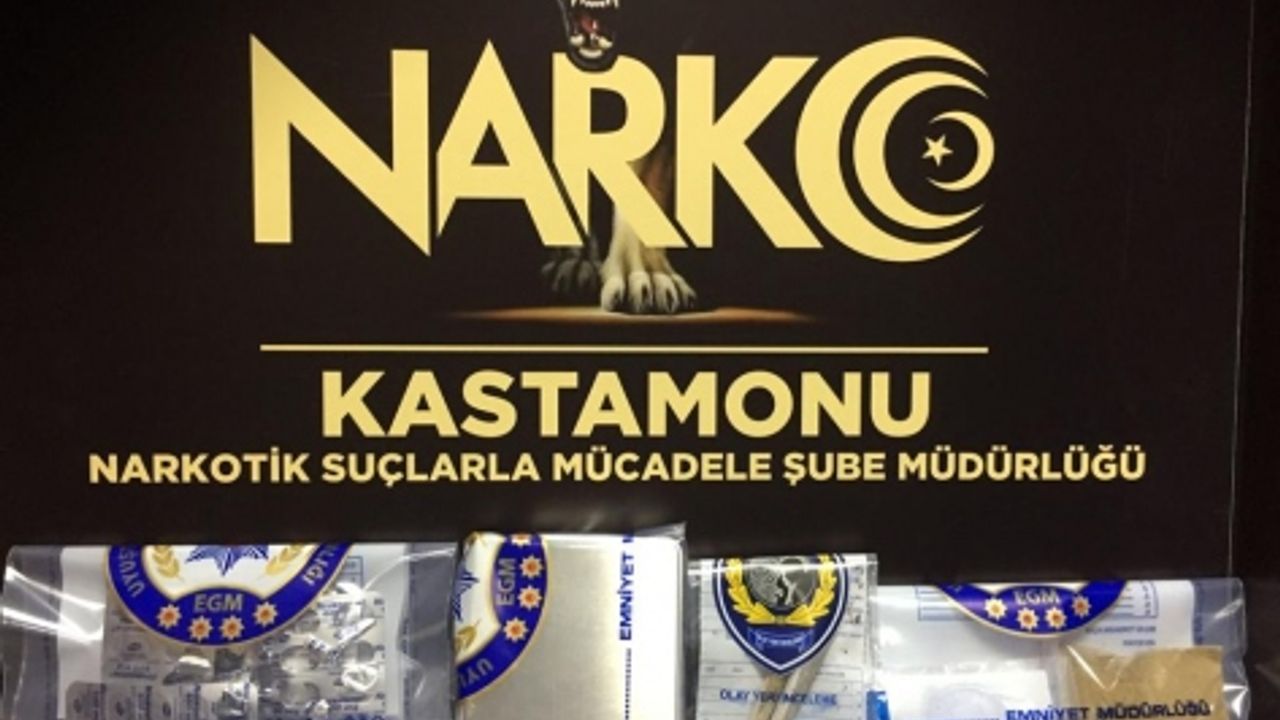 NARKO
KASTAMONU
NARKOTİK SUÇLARLA MÜCADELE ŞUBE MÜDÜRLÜĞÜ
EGM
EGM
EMNİYET
OLAY YERİ İNCELEME
EGM
EMNİYET MÜDÜRLÜĞÜ